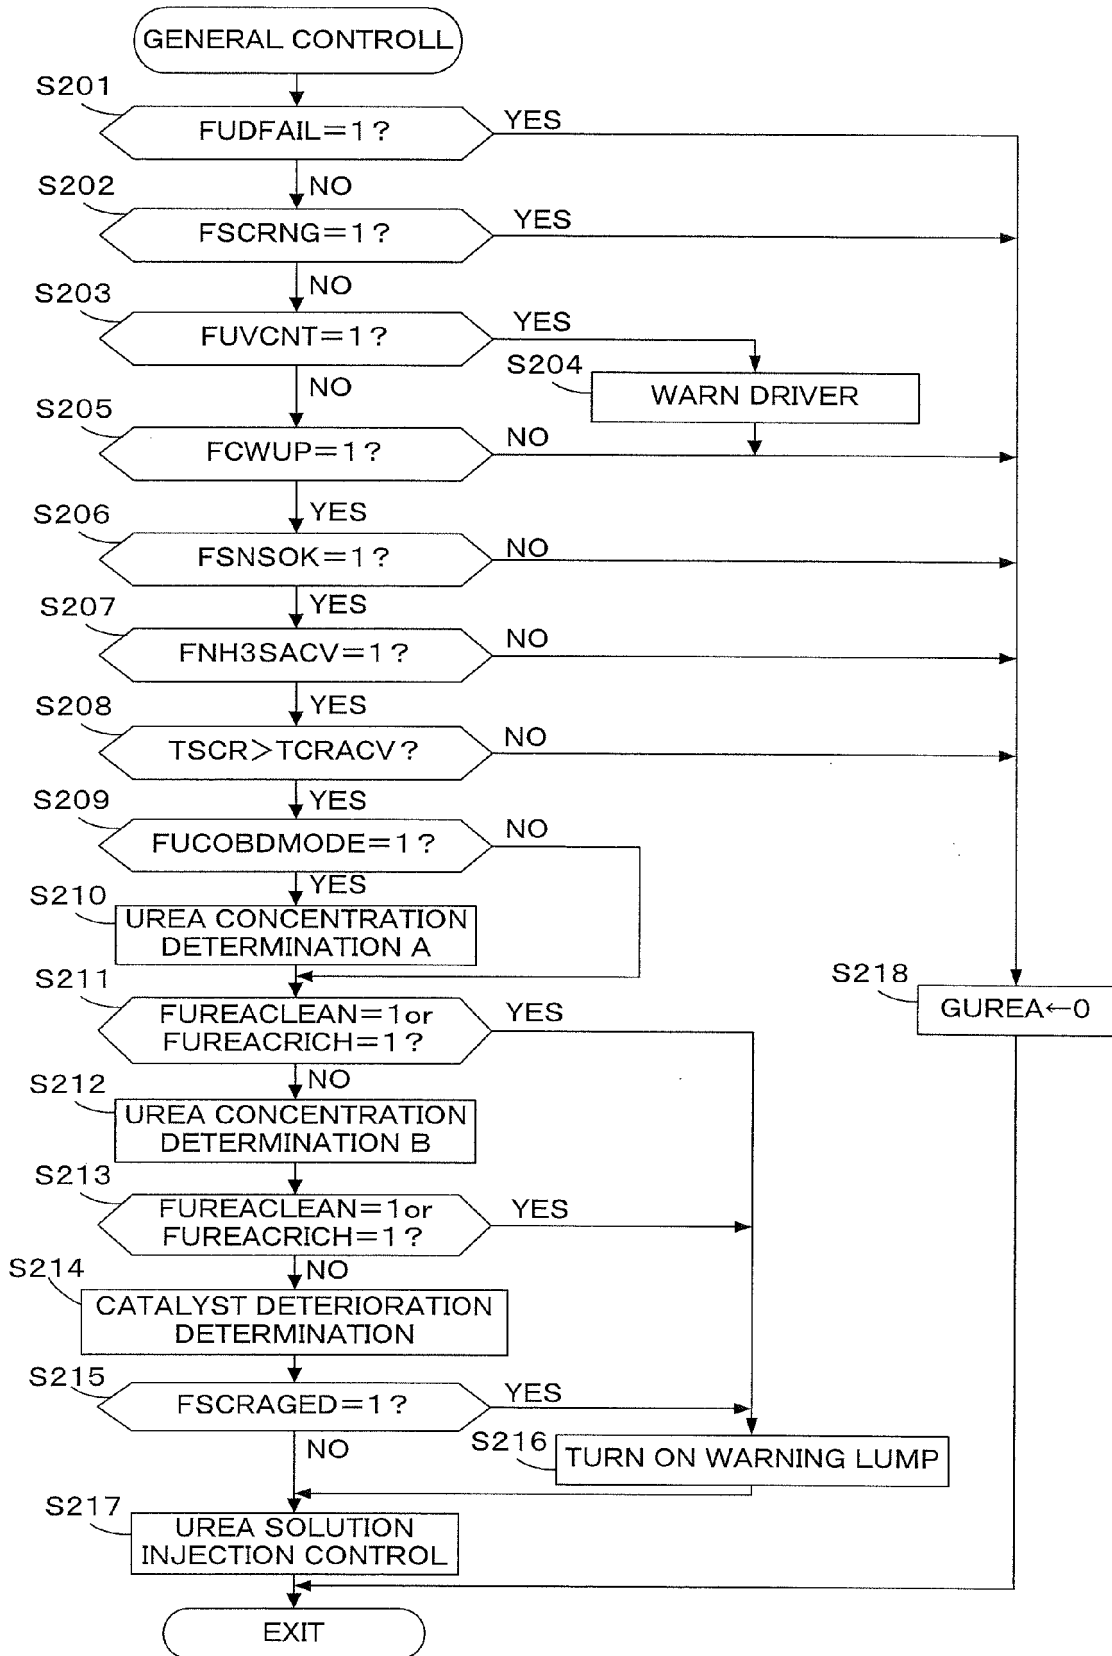 GENERAL CONTROLL
S201
FUDFAIL=1?
YES
NO
S202
FSCRNG=1?
YES
NO
S203
FUVCNT=1?
YES
S204
WARN DRIVER
NO
S205
FCWUP=1?
NO
YES
S206
FSNSOK=1?
NO
YES
S207
FNH3SACV=1?
NO
YES
S208
TSCR>TCRACV?
NO
YES
S209
FUCOBDMODE=1?
NO
YES
S210
UREA CONCENTRATION
DETERMINATION A
S211
FUREACLEAN=1or
FUREACRICH=1?
YES
S218
GUREA←0
NO
S212
UREA CONCENTRATION
DETERMINATION B
S213
FUREACLEAN=1or
FUREACRICH=1?
YES
NO
S214
CATALYST DETERIORATION
DETERMINATION
S215
FSCRAGED=1?
YES
NO
S216
TURN ON WARNING LUMP
S217
UREA SOLUTION
INJECTION CONTROL
EXIT